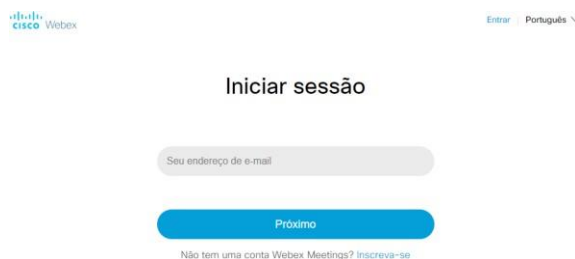 cisco Webex
Entrar Português
Iniciar sessão
Seu endereço de e-mail
Próximo
Não tem uma conta Webex Meetings? Inscreva-se